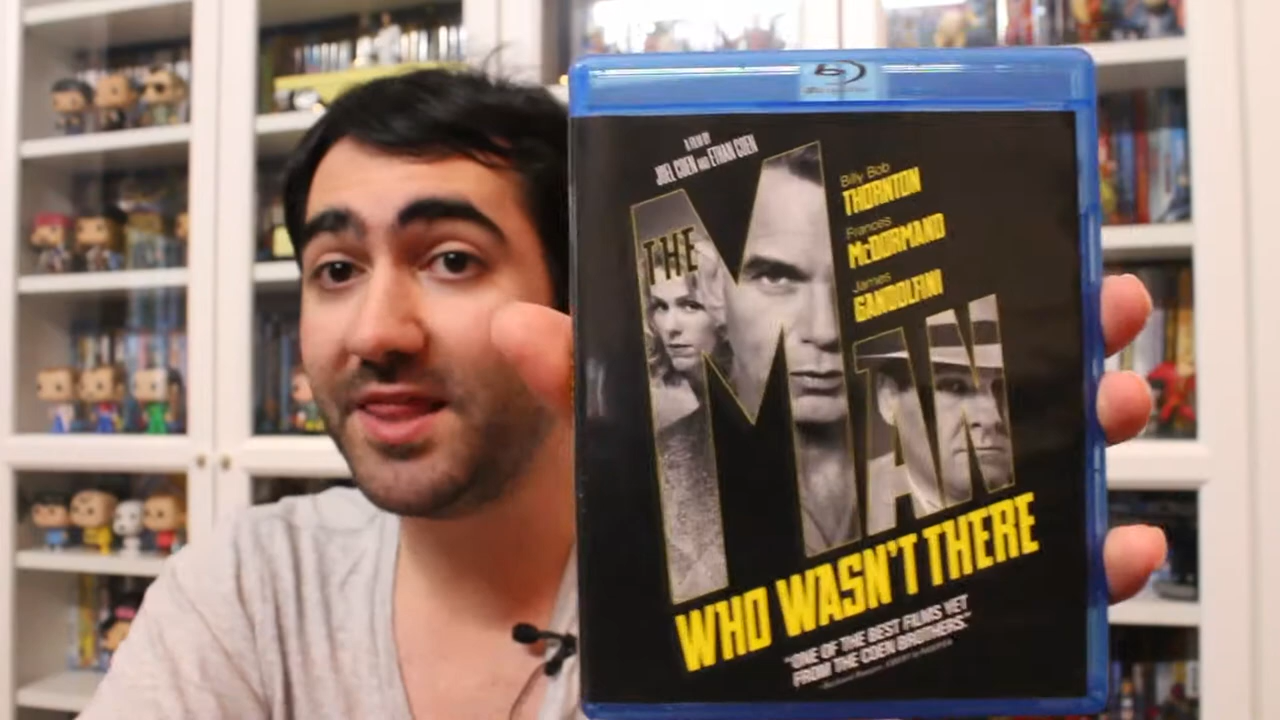 A FILM BY
JOEL COEN AND ETHAN COEN
Billy Bob
THORNTON
Frances
McDORMAND
James
GANDOLFINI
THE
MAN
WHO WASN'T THERE
"ONE OF THE BEST FILMS YET
FROM THE COEN BROTHERS."